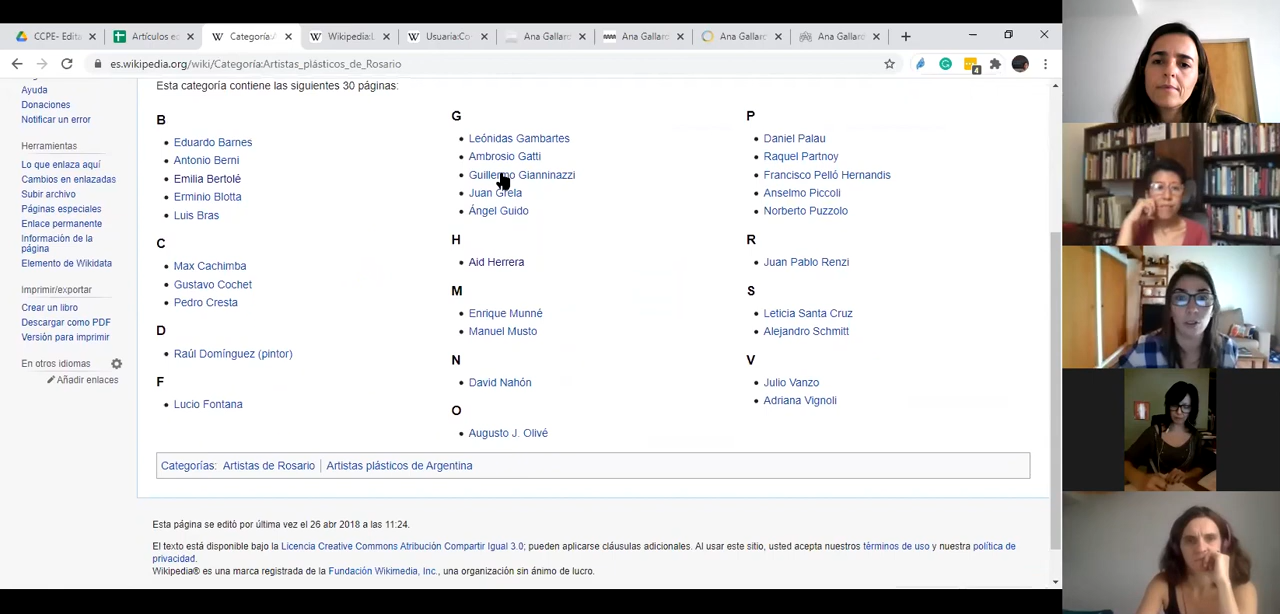 CCPE- Edita
Artículos ed
Categoría:A
Wikipedia:L
Usuaria:Co
Ana Gallard
Ana Gallard
Ana Gallard
Ana Gallard
es.wikipedia.org/wiki/Categoría:Artistas_plásticos_de_Rosario
4
Ayuda
Donaciones
Notificar un error
Herramientas
Lo que enlaza aquí
Cambios en enlazadas
Subir archivo
Páginas especiales
Enlace permanente
Información de la
página
Elemento de Wikidata
Imprimir/exportar
Crear un libro
Descargar como PDF
Versión para imprimir
En otros idiomas
Añadir enlaces
Esta categoría contiene las siguientes 30 páginas:
B
Eduardo Barnes
Antonio Berni
Emilia Bertolé
Erminio Blotta
Luis Bras
C
Max Cachimba
Gustavo Cochet
Pedro Cresta
D
Raúl Domínguez (pintor)
F
Lucio Fontana
G
Leónidas Gambartes
Ambrosio Gatti
Guillermo Gianninazzi
Juan Grela
Ángel Guido
H
Aid Herrera
M
Enrique Munné
Manuel Musto
N
David Nahón
O
Augusto J. Olivé
P
Daniel Palau
Raquel Partnoy
Francisco Pelló Hernandis
Anselmo Piccoli
Norberto Puzzolo
R
Juan Pablo Renzi
S
Leticia Santa Cruz
Alejandro Schmitt
V
Julio Vanzo
Adriana Vignoli
Categorías: Artistas de Rosario | Artistas plásticos de Argentina
Esta página se editó por última vez el 26 abr 2018 a las 11:24.
El texto está disponible bajo la Licencia Creative Commons Atribución Compartir Igual 3.0; pueden aplicarse cláusulas adicionales. Al usar este sitio, usted acepta nuestros términos de uso y nuestra política de
privacidad.
Wikipedia® es una marca registrada de la Fundación Wikimedia, Inc., una organización sin ánimo de lucro.